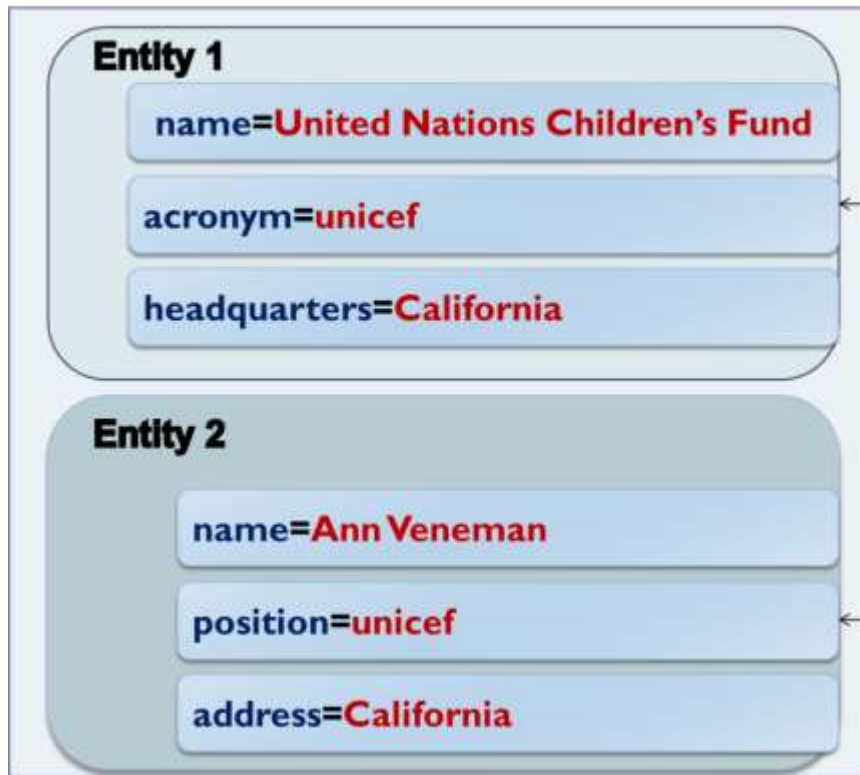 Entity 1
name=United Nations Children's Fund
acronym=unicef
headquarters=California
Entity 2
name=Ann Veneman
position=unicef
address=California